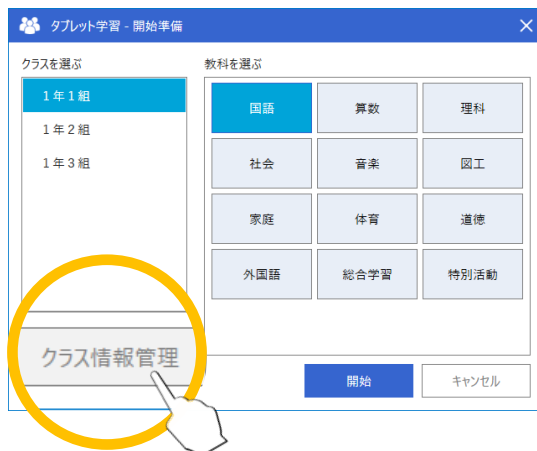 タブレット学習 - 開始準備
クラスを選ぶ
1年1組
1年2組
1年3組
教科を選ぶ
国語 算数 理科
社会 音楽 図工
家庭 体育 道徳
外国語 総合学習 特別活動
クラス情報管理
開始 キャンセル